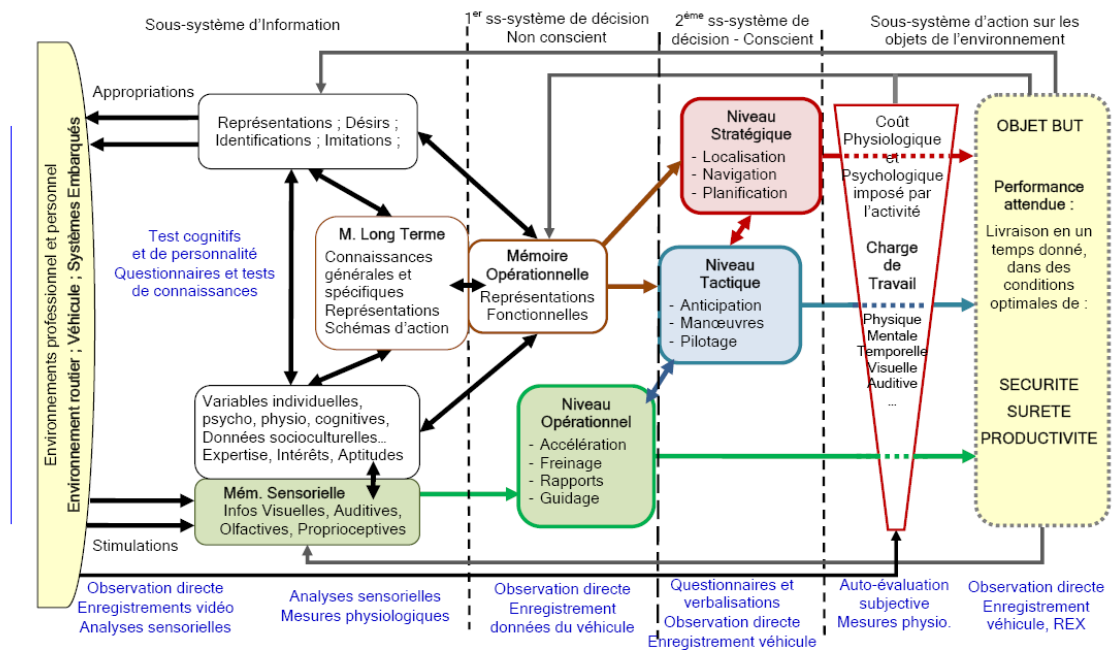 Sous-système d'Information
1er ss-système de décision
Non conscient
2éme ss-système de
décision - Conscient
Sous-système d'action sur les
objets de l'environnement
Environnements professionnel et personnel
Environnement routier ; Véhicule ; Systèmes Embarqués
Appropriations
Représentations ; Désirs ;
Identifications ; Imitations ;
Test cognitifs
et de personnalité
Questionnaires et tests
de connaissances
M. Long Terme
Connaissances
générales et
spécifiques
Représentations
Schémas d'action
Mémoire
Opérationnelle
Représentations
Fonctionnelles
Niveau
Stratégique
- Localisation
- Navigation
- Planification
Niveau
Tactique
- Anticipation
- Manœuvres
- Pilotage
Variables individuelles,
psycho, physio, cognitives,
Données socioculturelles...
Expertise, Intérêts, Aptitudes
Mém. Sensorielle
Infos Visuelles, Auditives,
Olfactives, Proprioceptives
Niveau
Opérationnel
- Accélération
- Freinage
- Rapports
- Guidage
Coût
Physiologique
et
Psychologique
imposé par
l'activité
Charge
de
Travail
Physique
Mentale
Temporelle
Visuelle
Auditive
...
OBJET BUT
Performance
attendue :
Livraison en un
temps donné,
dans des
conditions
optimales de :
SECURITE
SURETE
PRODUCTIVITE
Stimulations
Observation directe
Enregistrements vidéo
Analyses sensorielles
Analyses sensorielles
Mesures physiologiques
Observation directe
Enregistrement
données du véhicule
Questionnaires et
verbalisations
Observation directe
Enregistrement véhicule
Auto-évaluation
subjective
Mesures physio.
Observation directe
Enregistrement
véhicule, REX